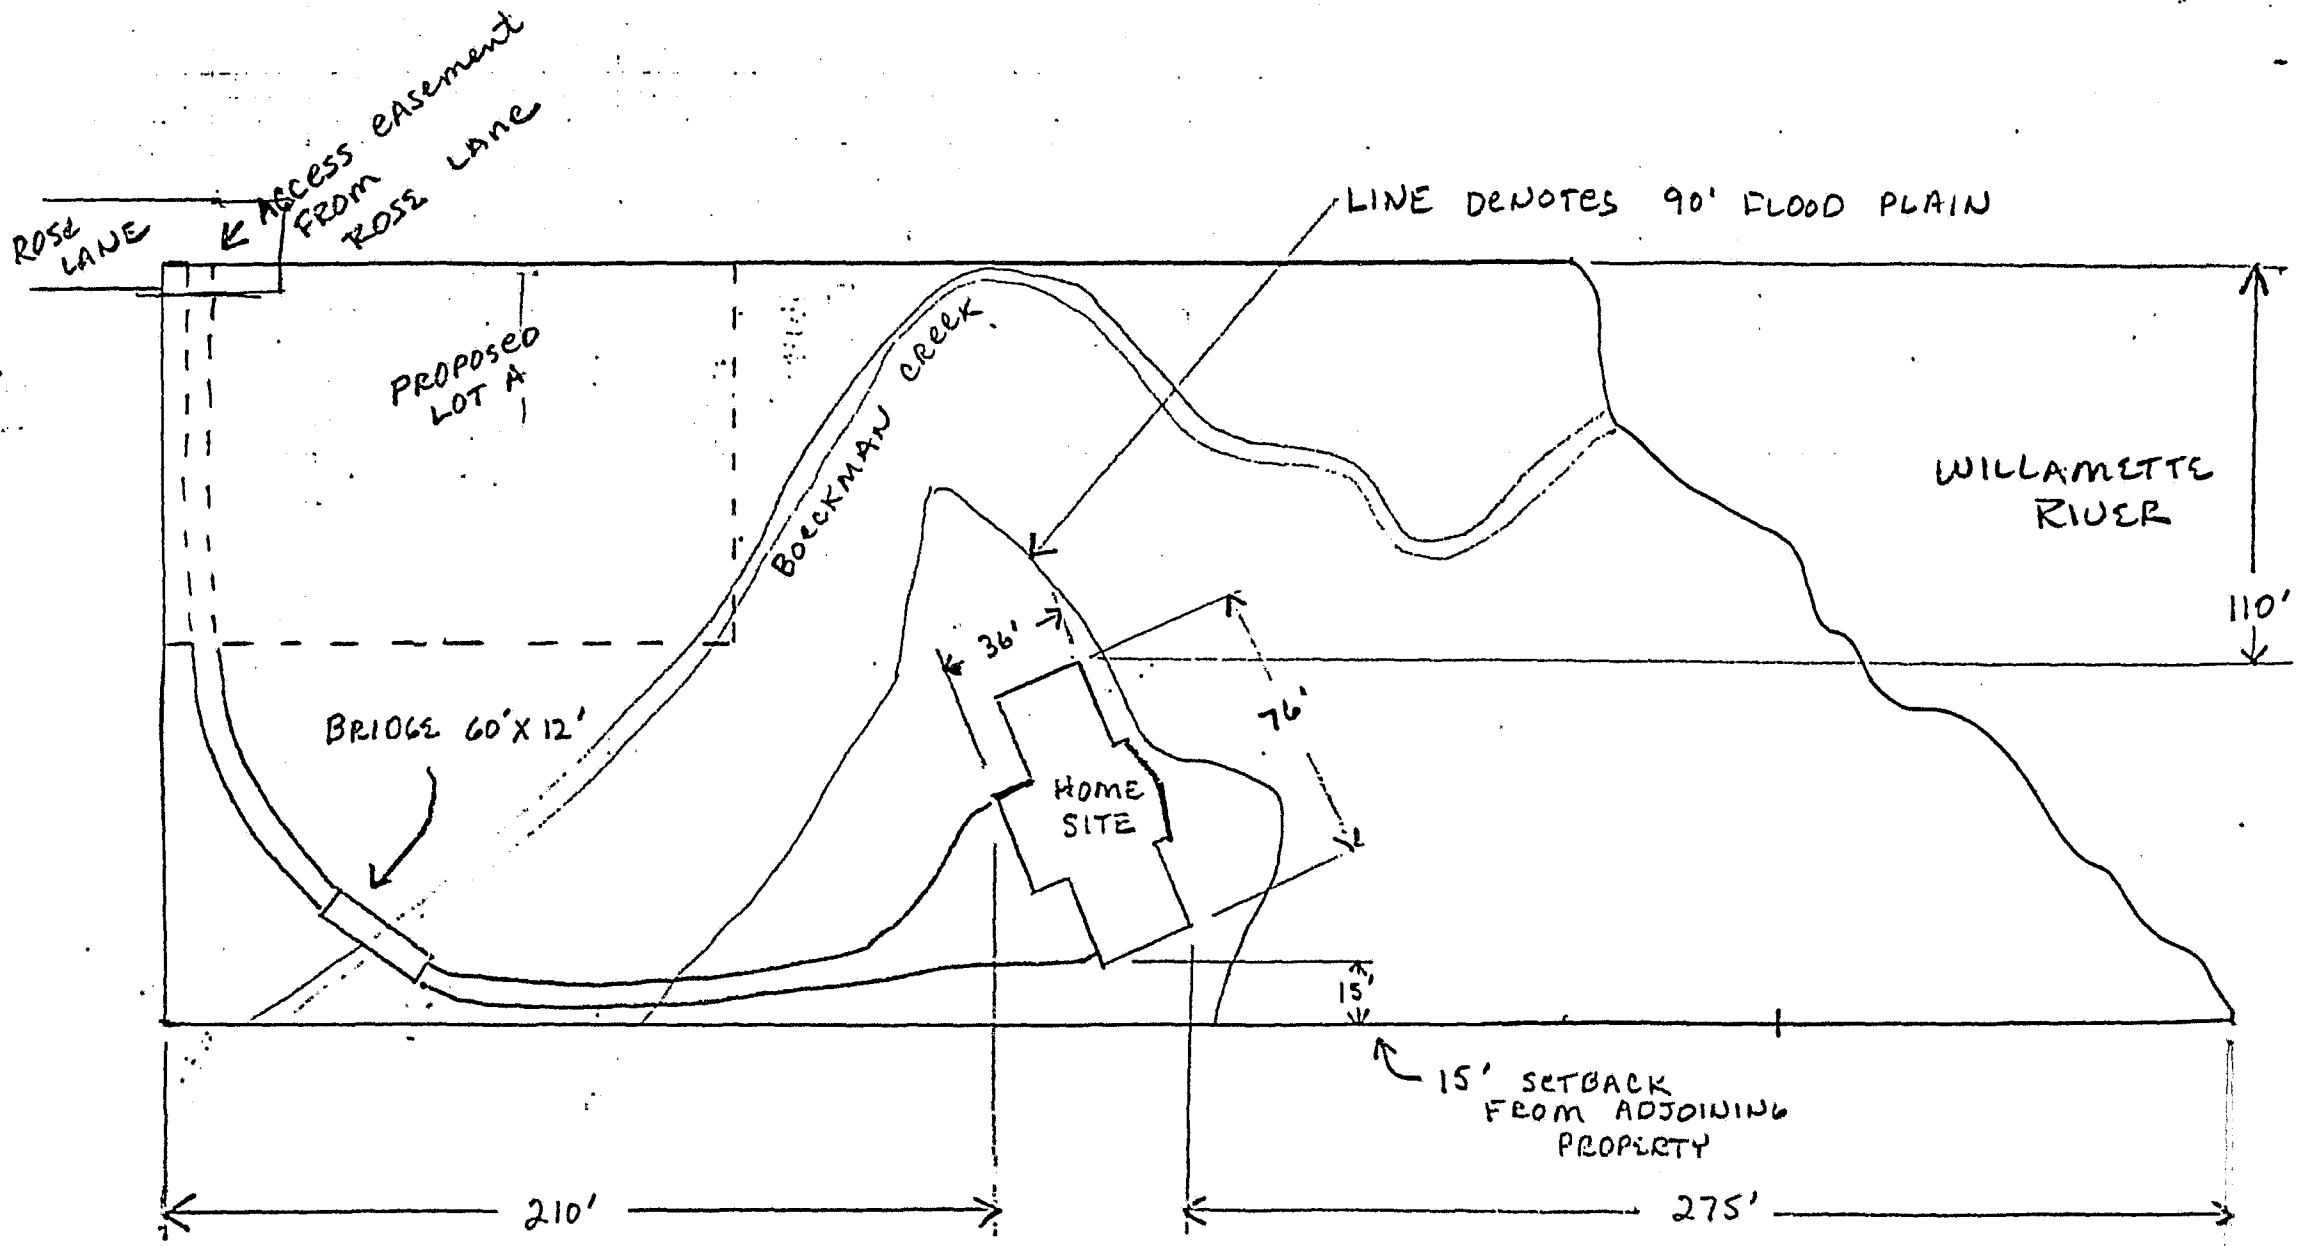 ACCESS EASEMENT
FROM
ROSE LANE
ROSE
LANE
LINE DENOTES 90' FLOOD PLAIN
PROPOSED
LOT A
BOECKMAN CREEK
WILLAMETTE
RIVER
110'
36'
76'
BRIDGE 60'X12'
HOME
SITE
15'
15' SETBACK
FROM ADJOINING
PROPERTY
210'
275'